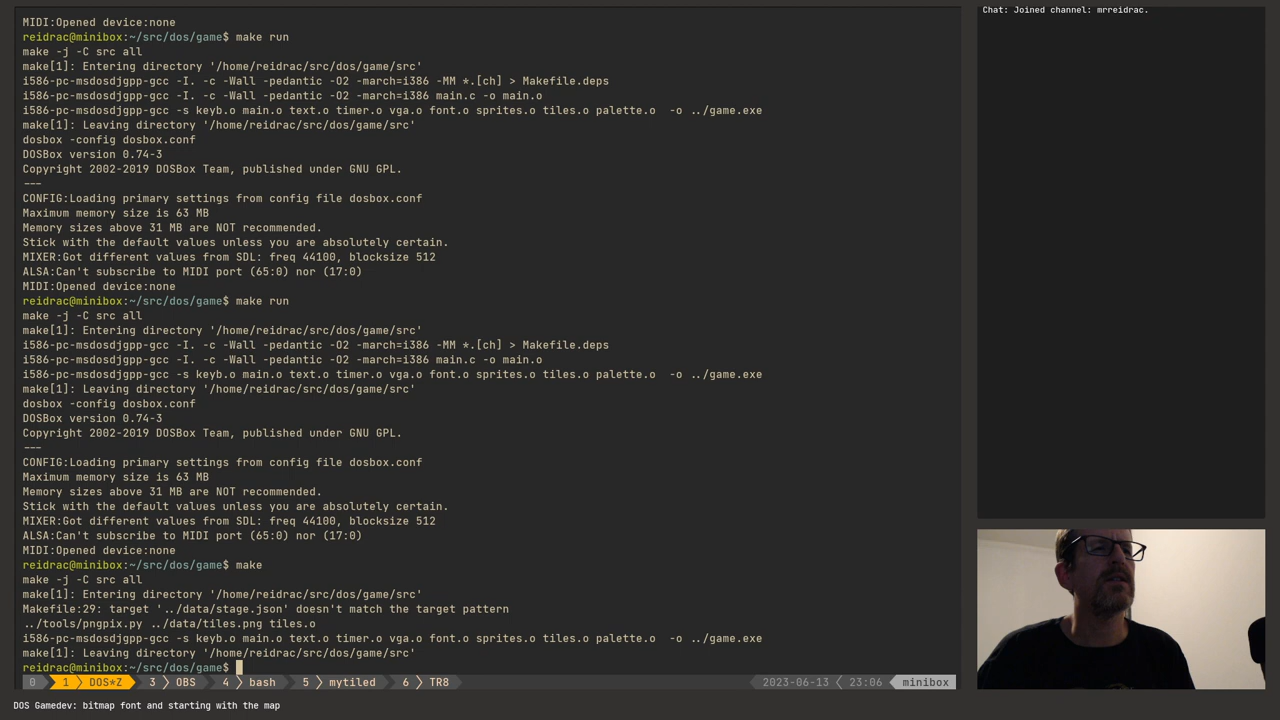 MIDI:Opened device:none
reidrac@minibox:~/src/dos/game$ make run
make -j -C src all
make[1]: Entering directory '/home/reidrac/src/dos/game/src'
i586-pc-msdosdjgpp-gcc -I. -c -Wall -pedantic -O2 -march=i386 -MM *.[ch] > Makefile.deps
i586-pc-msdosdjgpp-gcc -I. -c -Wall -pedantic -O2 -march=i386 main.c -o main.o
i586-pc-msdosdjgpp-gcc -s keyb.o main.o text.o timer.o vga.o font.o sprites.o tiles.o palette.o  -o ../game.exe
make[1]: Leaving directory '/home/reidrac/src/dos/game/src'
dosbox -config dosbox.conf
DOSBox version 0.74-3
Copyright 2002-2019 DOSBox Team, published under GNU GPL.
---
CONFIG:Loading primary settings from config file dosbox.conf
Maximum memory size is 63 MB
Memory sizes above 31 MB are NOT recommended.
Stick with the default values unless you are absolutely certain.
MIXER:Got different values from SDL: freq 44100, blocksize 512
ALSA:Can't subscribe to MIDI port (65:0) nor (17:0)
MIDI:Opened device:none
reidrac@minibox:~/src/dos/game$ make run
make -j -C src all
make[1]: Entering directory '/home/reidrac/src/dos/game/src'
i586-pc-msdosdjgpp-gcc -I. -c -Wall -pedantic -O2 -march=i386 -MM *.[ch] > Makefile.deps
i586-pc-msdosdjgpp-gcc -I. -c -Wall -pedantic -O2 -march=i386 main.c -o main.o
i586-pc-msdosdjgpp-gcc -s keyb.o main.o text.o timer.o vga.o font.o sprites.o tiles.o palette.o  -o ../game.exe
make[1]: Leaving directory '/home/reidrac/src/dos/game/src'
dosbox -config dosbox.conf
DOSBox version 0.74-3
Copyright 2002-2019 DOSBox Team, published under GNU GPL.
---
CONFIG:Loading primary settings from config file dosbox.conf
Maximum memory size is 63 MB
Memory sizes above 31 MB are NOT recommended.
Stick with the default values unless you are absolutely certain.
MIXER:Got different values from SDL: freq 44100, blocksize 512
ALSA:Can't subscribe to MIDI port (65:0) nor (17:0)
MIDI:Opened device:none
reidrac@minibox:~/src/dos/game$ make
make -j -C src all
make[1]: Entering directory '/home/reidrac/src/dos/game/src'
Makefile:29: target '../data/stage.json' doesn't match the target pattern
../tools/pngpix.py ../data/tiles.png tiles.o
i586-pc-msdosdjgpp-gcc -s keyb.o main.o text.o timer.o vga.o font.o sprites.o tiles.o palette.o  -o ../game.exe
make[1]: Leaving directory '/home/reidrac/src/dos/game/src'
reidrac@minibox:~/src/dos/game$
0 1 DOS*Z 3 OBS 4 bash 5 mytiled 6 TR8 2023-06-13 23:06 minibox
DOS Gamedev: bitmap font and starting with the map
Chat: Joined channel: mrreidrac.